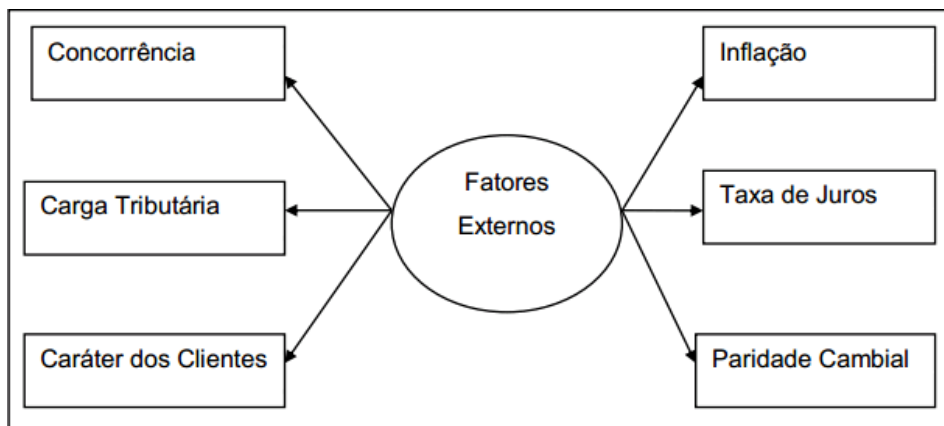 Concorrência
Inflação
Fatores
Externos
Carga Tributária
Taxa de Juros
Caráter dos Clientes
Paridade Cambial